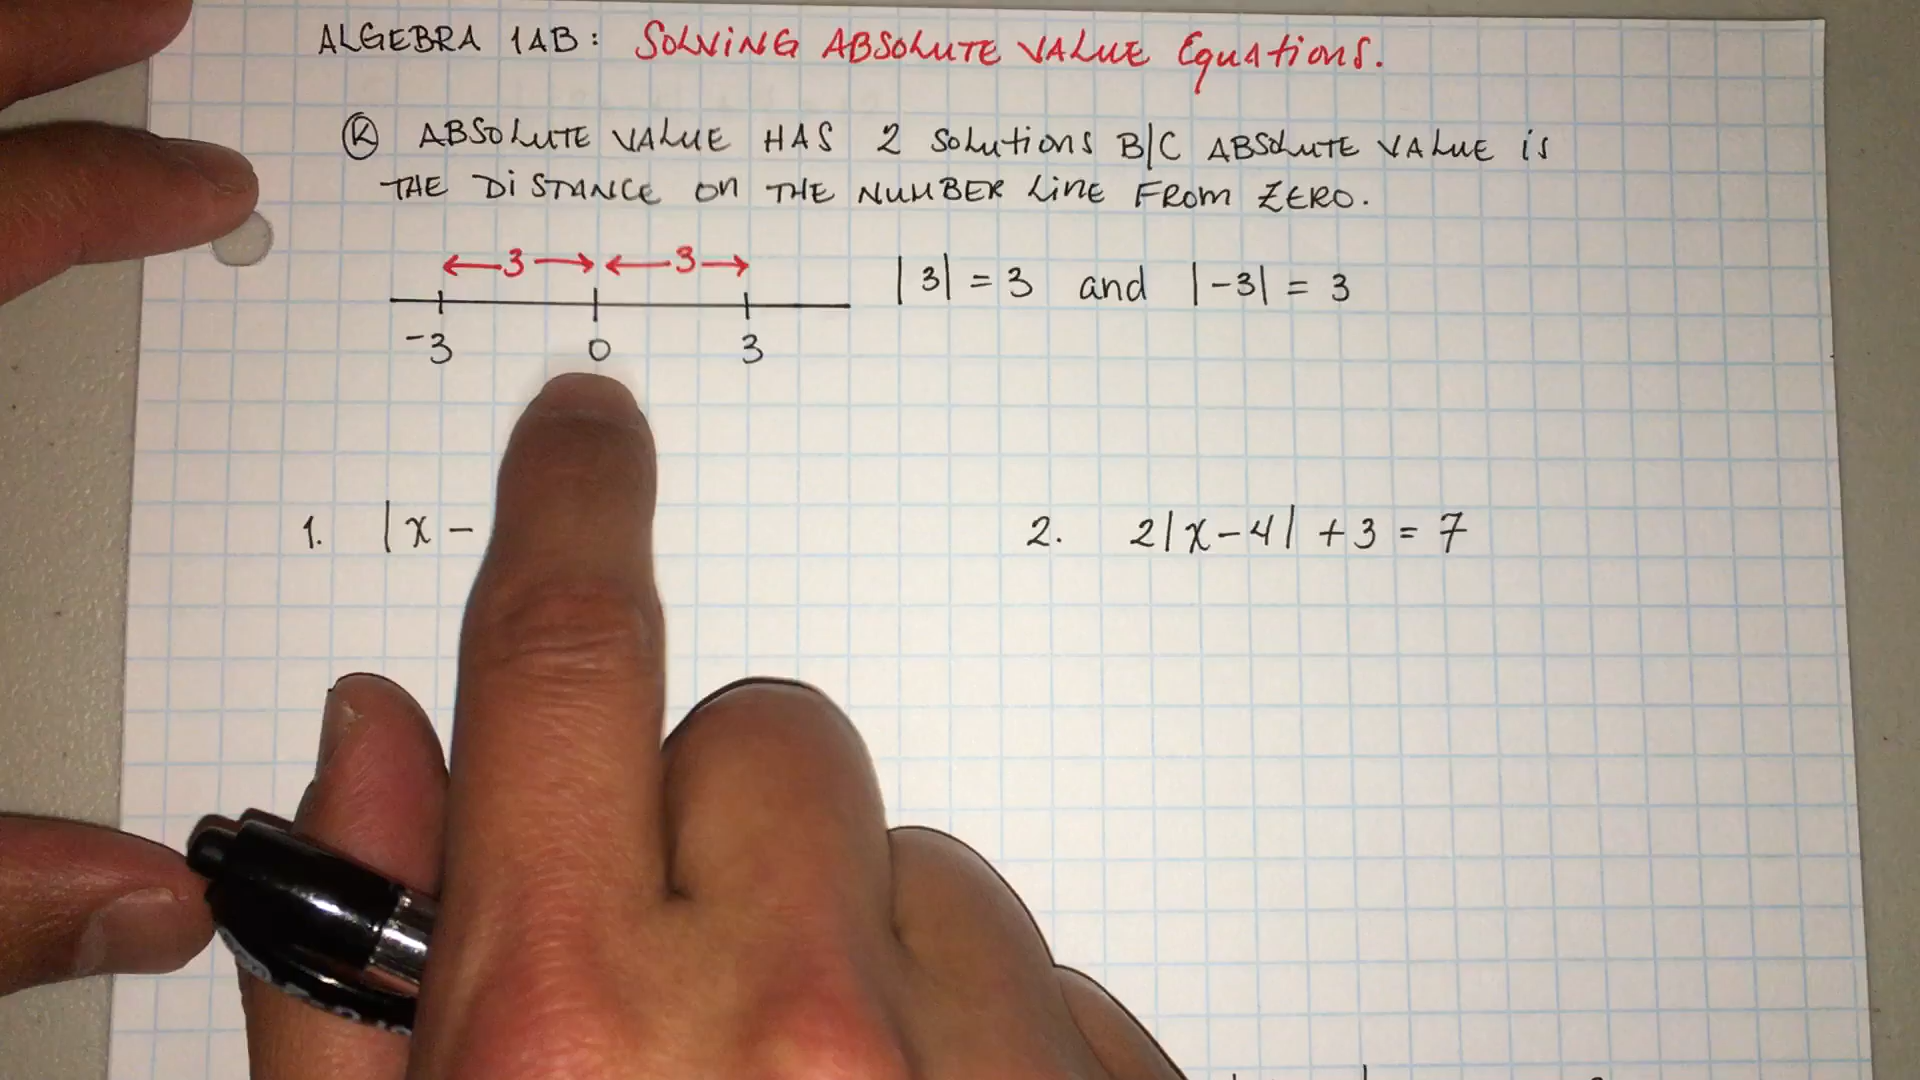 ALGEBRA 1AB: SOLVING ABSOLUTE VALUE Equations.
Ⓚ ABSOLUTE VALUE HAS 2 Solutions B/C ABSOLUTE VALUE is
THE DISTANCE on THE NUMBER LINE FROM ZERO.
3 3
-3 0 3
|3| = 3 and |-3| = 3
1. |x -
2. 2|x-4| + 3 = 7